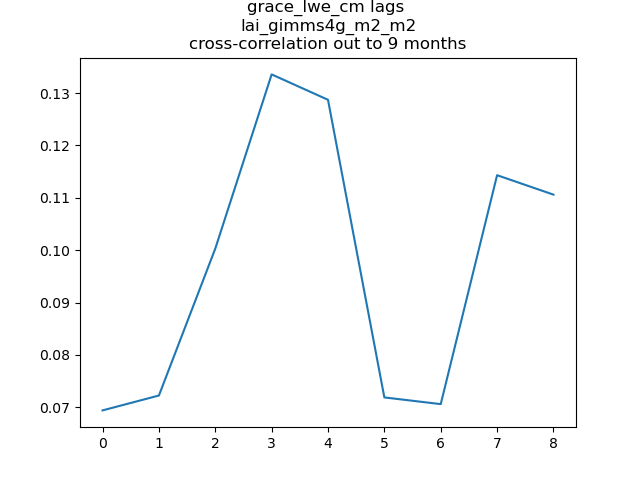 grace_lwe_cm lags
lai_gimms4g_m2_m2
cross-correlation out to 9 months
0.13
0.12
0.11
0.10
0.09
0.08
0.07
0 1 2 3 4 5 6 7 8